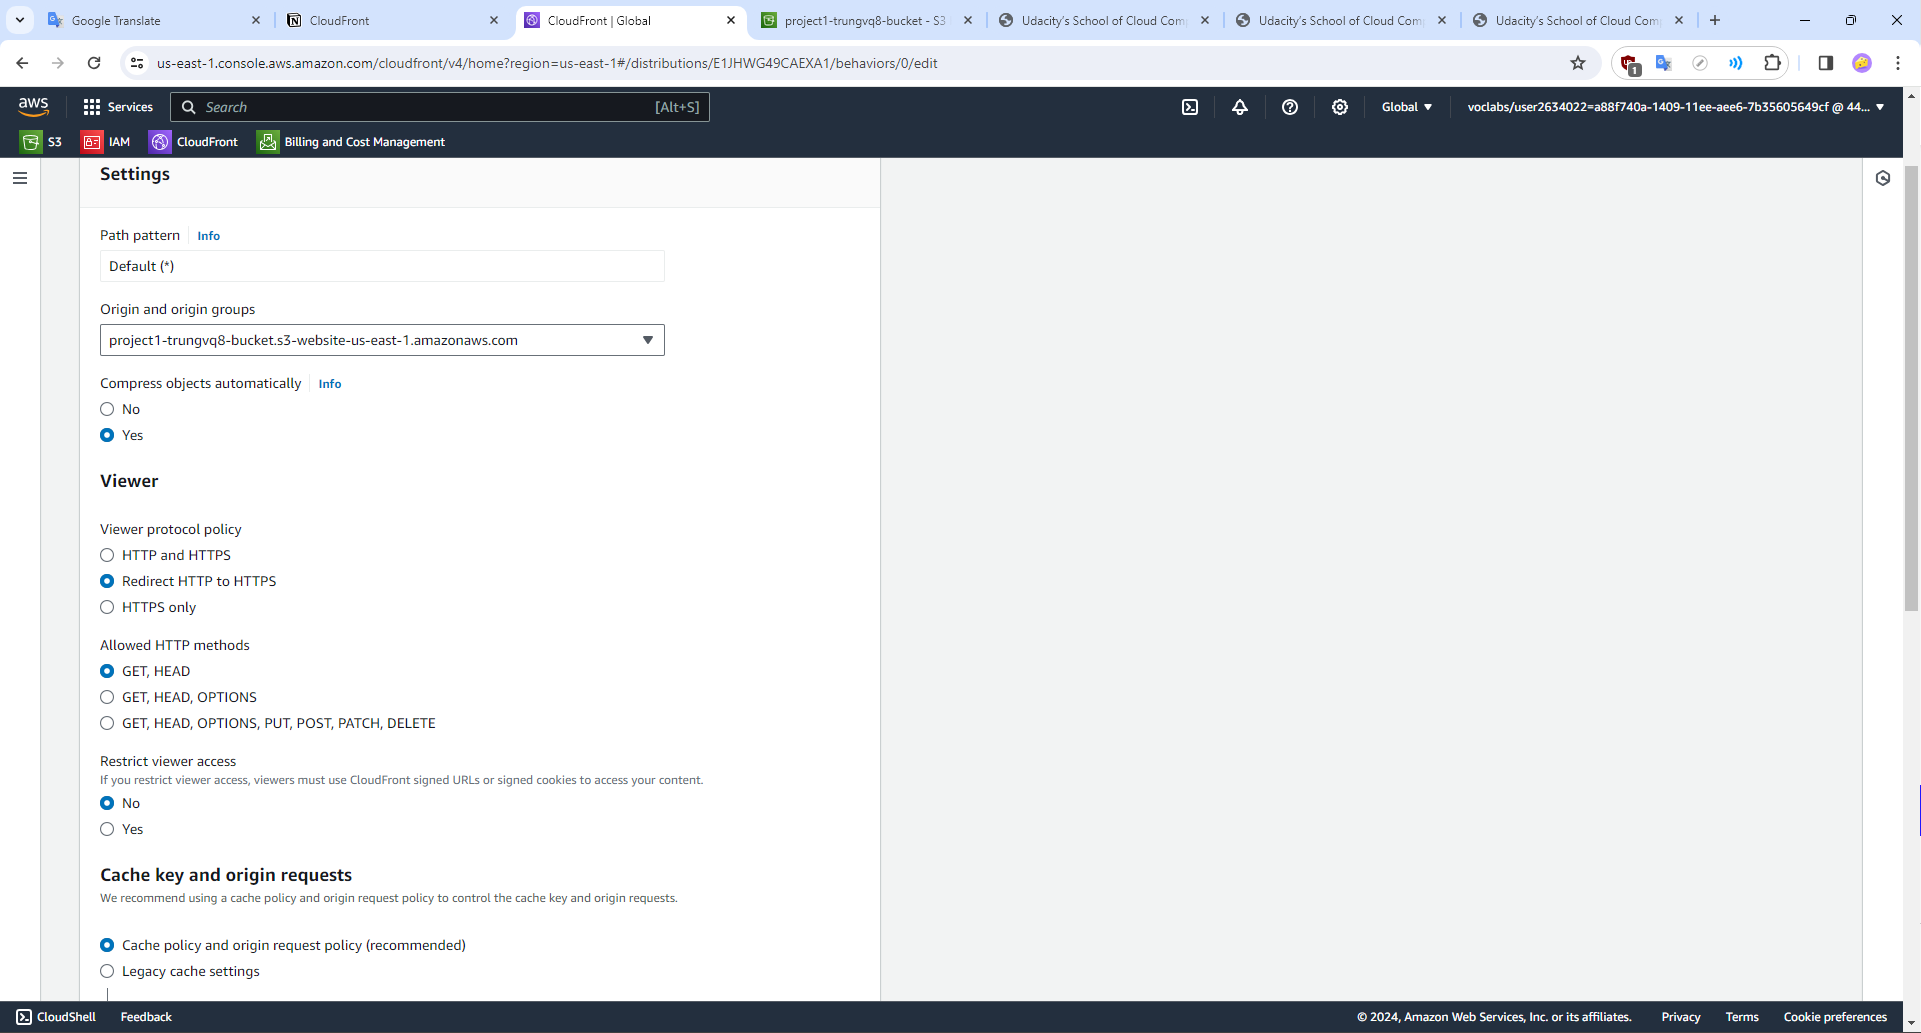 Google Translate
CloudFront
CloudFront | Global
project1-trungvq8-bucket - S3
Udacity's School of Cloud Com
Udacity's School of Cloud Com
Udacity's School of Cloud Com
us-east-1.console.aws.amazon.com/cloudfront/v4/home?region=us-east-1#/distributions/E1JHWG49CAEXA1/behaviors/0/edit
1
aws
Services
Search
[Alt+S]
Global
voclabs/user2634022=a88f740a-1409-11ee-aee6-7b35605649cf @ 44...
S3
IAM
CloudFront
Billing and Cost Management
Settings
Path pattern
Info
Default (*)
Origin and origin groups
project1-trungvq8-bucket.s3-website-us-east-1.amazonaws.com
Compress objects automatically
Info
No
Yes
Viewer
Viewer protocol policy
HTTP and HTTPS
Redirect HTTP to HTTPS
HTTPS only
Allowed HTTP methods
GET, HEAD
GET, HEAD, OPTIONS
GET, HEAD, OPTIONS, PUT, POST, PATCH, DELETE
Restrict viewer access
If you restrict viewer access, viewers must use CloudFront signed URLs or signed cookies to access your content.
No
Yes
Cache key and origin requests
We recommend using a cache policy and origin request policy to control the cache key and origin requests.
Cache policy and origin request policy (recommended)
Legacy cache settings
CloudShell
Feedback
© 2024, Amazon Web Services, Inc. or its affiliates.
Privacy
Terms
Cookie preferences